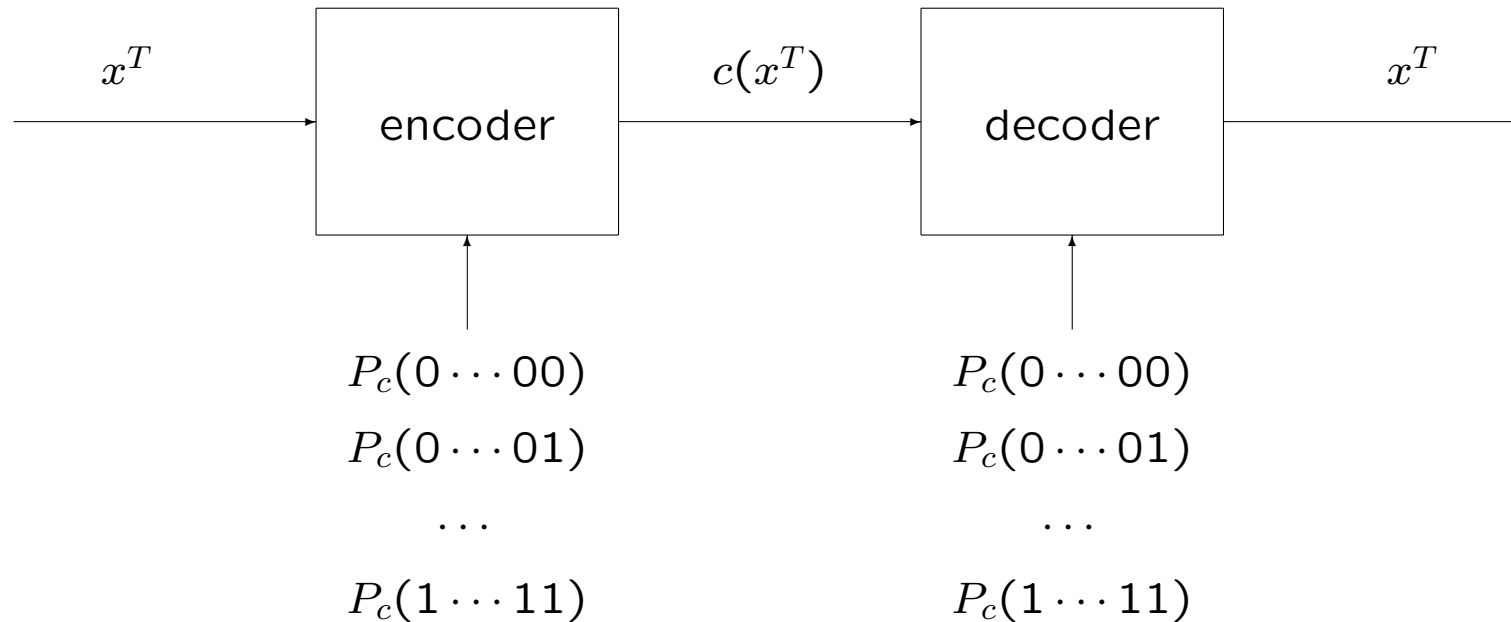 x^T c(x^T) x^T
encoder decoder
P_c(0···00) P_c(0···00)
P_c(0···01) P_c(0···01)
··· ···
P_c(1···11) P_c(1···11)